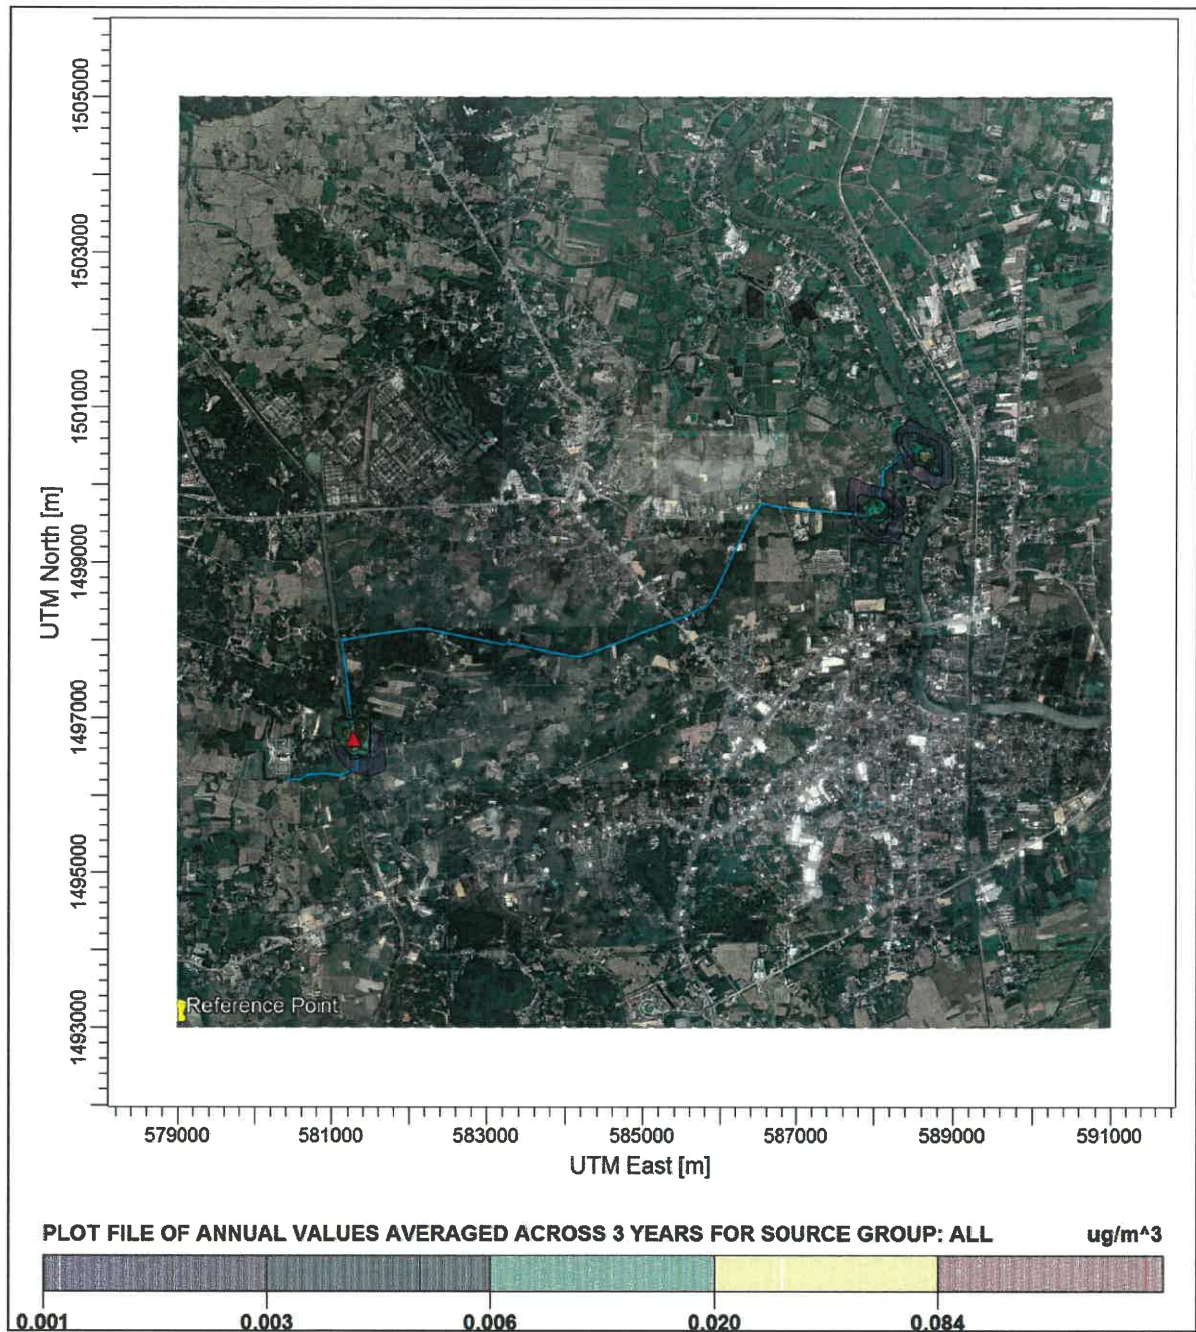 1505000
1503000
1501000
1499000
1497000
1495000
1493000
UTM North [m]
Reference Point
579000 581000 583000 585000 587000 589000 591000
UTM East [m]
PLOT FILE OF ANNUAL VALUES AVERAGED ACROSS 3 YEARS FOR SOURCE GROUP: ALL ug/m^3
0.001 0.003 0.006 0.020 0.084